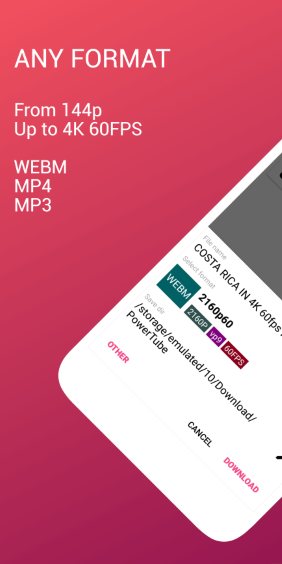 ANY FORMAT
From 144p
Up to 4K 60FPS
WEBM
MP4
MP3
File name
COSTA RICA IN 4K 60fps
Select format
WEBM
2160p60
2160P
vp9
60FPS
Save dir
/storage/emulated/10/Download/
PowerTube
OTHER
CANCEL
DOWNLOAD